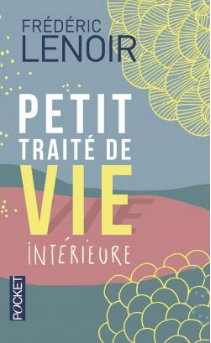 FRÉDÉRIC
LENOIR
PETIT
TRAITÉ DE
VIE
INTÉRIEURE
POCKET